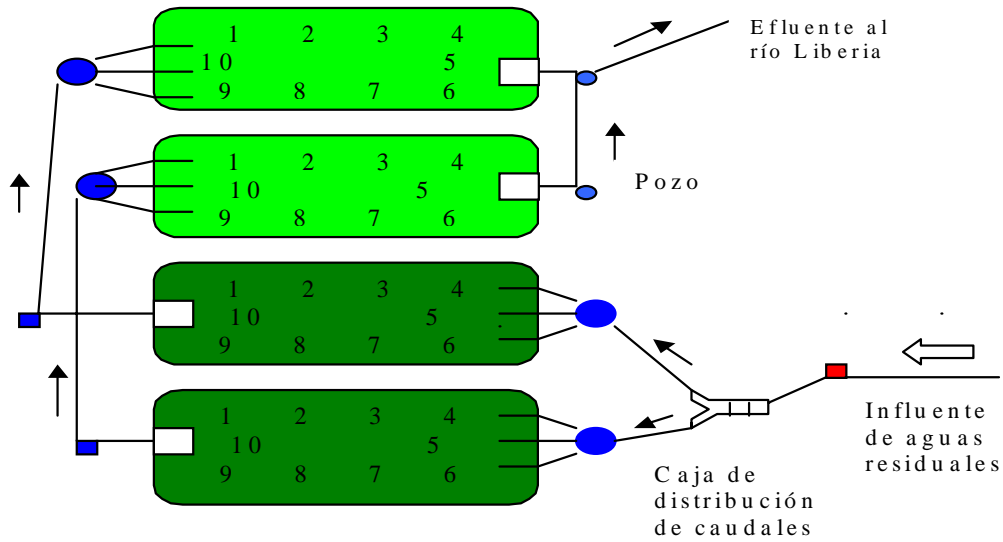 1 2 3 4
10 5
9 8 7 6
Efluente al
río Liberia
1 2 3 4
10 5
9 8 7 6
Pozo
1 2 3 4
10 5
9 8 7 6
1 2 3 4
10 5
9 8 7 6
Influente
de aguas
residuales
Caja de
distribución
de caudales